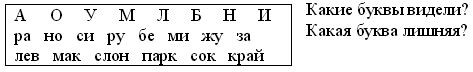 А О У М Л Б Н И
ра но си ру бе ми жу за
лев мак слон парк сок край
Какие буквы видели?
Какая буква лишняя?